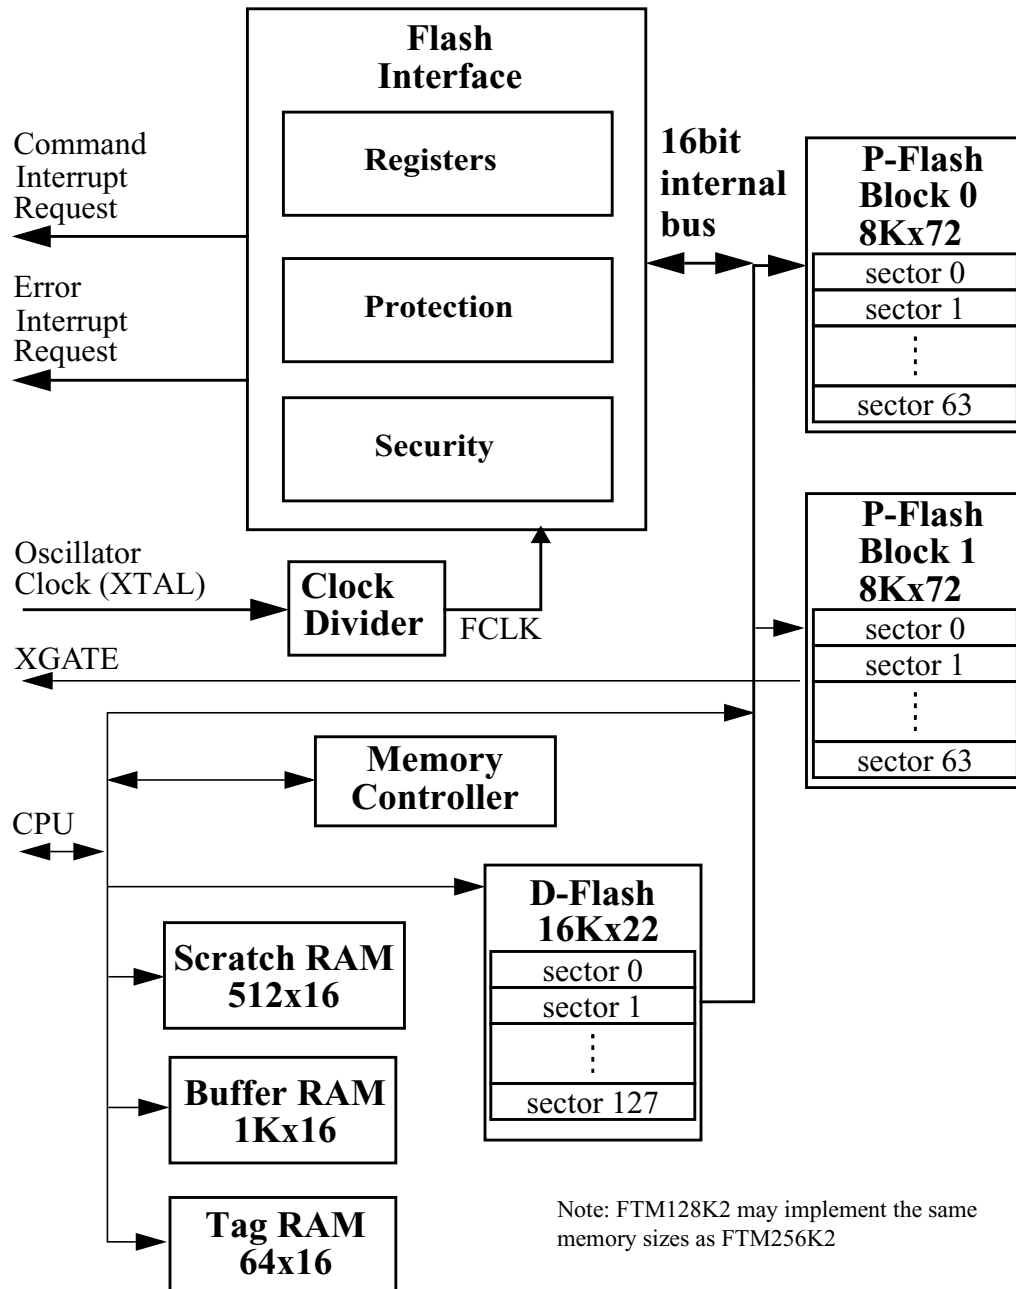 Flash
Interface
Registers
Protection
Security
Command
Interrupt
Request
Error
Interrupt
Request
16bit
internal
bus
P-Flash
Block 0
8Kx72
sector 0
sector 1
sector 63
P-Flash
Block 1
8Kx72
sector 0
sector 1
sector 63
Oscillator
Clock (XTAL)
Clock
Divider
FCLK
XGATE
Memory
Controller
CPU
D-Flash
16Kx22
sector 0
sector 1
sector 127
Scratch RAM
512x16
Buffer RAM
1Kx16
Tag RAM
64x16
Note: FTM128K2 may implement the same
memory sizes as FTM256K2